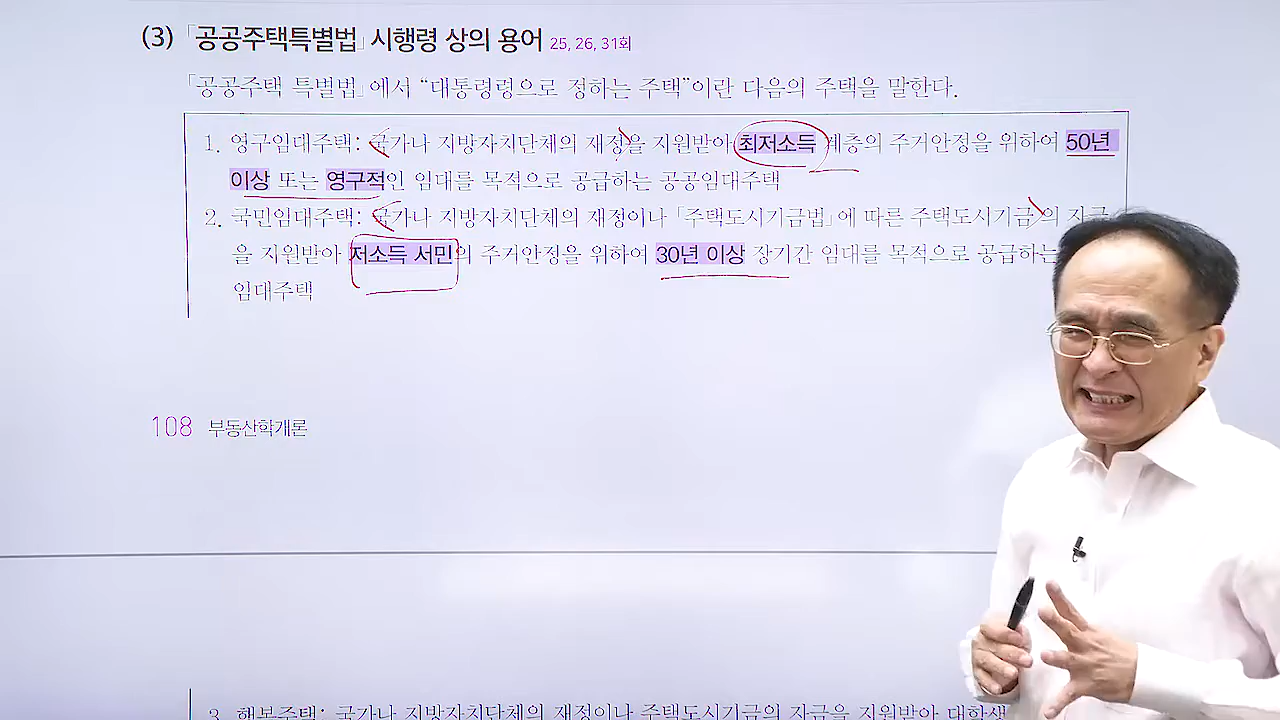 (3) 「공공주택특별법」 시행령 상의 용어 25, 26, 31회
「공공주택 특별법」에서 “대통령령으로 정하는 주택”이란 다음의 주택을 말한다.
1. 영구임대주택: 국가나 지방자치단체의 재정을 지원받아 최저소득 계층의 주거안정을 위하여 50년
이상 또는 영구적인 임대를 목적으로 공급하는 공공임대주택
2. 국민임대주택: 국가나 지방자치단체의 재정이나 「주택도시기금법」에 따른 주택도시기금의 자금
을 지원받아 저소득 서민의 주거안정을 위하여 30년 이상 장기간 임대를 목적으로 공급하는
임대주택
108 부동산학개론
3. 행복주택: 국가나 지방자치단체의 재정이나 주택도시기금의 자금을 지원받아 대학생